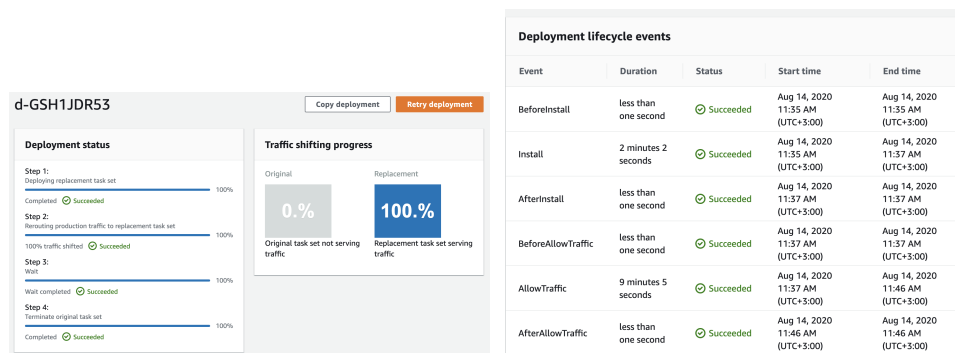 d-GSH1JDR53
Copy deployment
Retry deployment
Deployment status
Step 1:
Deploying replacement task set
100%
Completed Succeeded
Step 2:
Rerouting production traffic to replacement task set
100%
100% traffic shifted Succeeded
Step 3:
Wait
100%
Wait completed Succeeded
Step 4:
Terminate original task set
100%
Completed Succeeded
Traffic shifting progress
Original Replacement
0.% 100.%
Original task set not serving
traffic
Replacement task set serving
traffic
Deployment lifecycle events
Event Duration Status Start time End time
BeforeInstall
less than
one second
Succeeded
Aug 14, 2020
11:35 AM
(UTC+3:00)
Aug 14, 2020
11:35 AM
(UTC+3:00)
Install
2 minutes 2
seconds
Succeeded
Aug 14, 2020
11:35 AM
(UTC+3:00)
Aug 14, 2020
11:37 AM
(UTC+3:00)
AfterInstall
less than
one second
Succeeded
Aug 14, 2020
11:37 AM
(UTC+3:00)
Aug 14, 2020
11:37 AM
(UTC+3:00)
BeforeAllowTraffic
less than
one second
Succeeded
Aug 14, 2020
11:37 AM
(UTC+3:00)
Aug 14, 2020
11:37 AM
(UTC+3:00)
AllowTraffic
9 minutes 5
seconds
Succeeded
Aug 14, 2020
11:37 AM
(UTC+3:00)
Aug 14, 2020
11:46 AM
(UTC+3:00)
AfterAllowTraffic
less than
one second
Succeeded
Aug 14, 2020
11:46 AM
(UTC+3:00)
Aug 14, 2020
11:46 AM
(UTC+3:00)